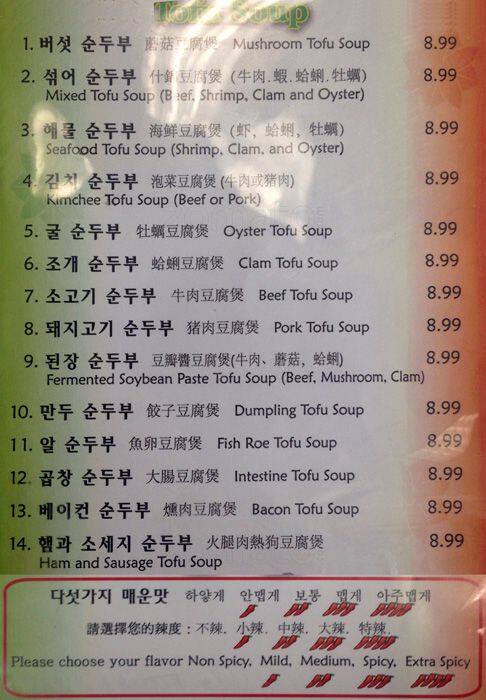 Tofu Soup
1. 버섯 순두부 蘑菇豆腐煲 Mushroom Tofu Soup 8.99
2. 섞어 순두부 什錦豆腐煲 (牛肉.蝦.蛤蜊.牡蠣) 8.99
Mixed Tofu Soup (Beef, Shrimp, Clam and Oyster)
3. 해물 순두부 海鮮豆腐煲 (虾, 蛤蜊, 牡蠣) 8.99
Seafood Tofu Soup (Shrimp, Clam, and Oyster)
4. 김치 순두부 泡菜豆腐煲 (牛肉或豬肉) 8.99
Kimchee Tofu Soup (Beef or Pork)
5. 굴 순두부 牡蠣豆腐煲 Oyster Tofu Soup 8.99
6. 조개 순두부 蛤蜊豆腐煲 Clam Tofu Soup 8.99
7. 소고기 순두부 牛肉豆腐煲 Beef Tofu Soup 8.99
8. 돼지고기 순두부 豬肉豆腐煲 Pork Tofu Soup 8.99
9. 된장 순두부 豆瓣醬豆腐煲(牛肉、蘑菇, 蛤蜊) 8.99
Fermented Soybean Paste Tofu Soup (Beef, Mushroom, Clam)
10. 만두 순두부 餃子豆腐煲 Dumpling Tofu Soup 8.99
11. 알 순두부 魚卵豆腐煲 Fish Roe Tofu Soup 8.99
12. 곱창 순두부 大腸豆腐煲 Intestine Tofu Soup 8.99
13. 베이컨 순두부 燻肉豆腐煲 Bacon Tofu Soup 8.99
14. 햄과 소세지 순두부 火腿肉熱狗豆腐煲 8.99
Ham and Sausage Tofu Soup
다섯가지 매운맛 하얗게 안맵게 보통 맵게 아주맵게
請選擇您的辣度：不辣. 小辣. 中辣. 大辣. 特辣.
Please choose your flavor Non Spicy, Mild, Medium, Spicy, Extra Spicy